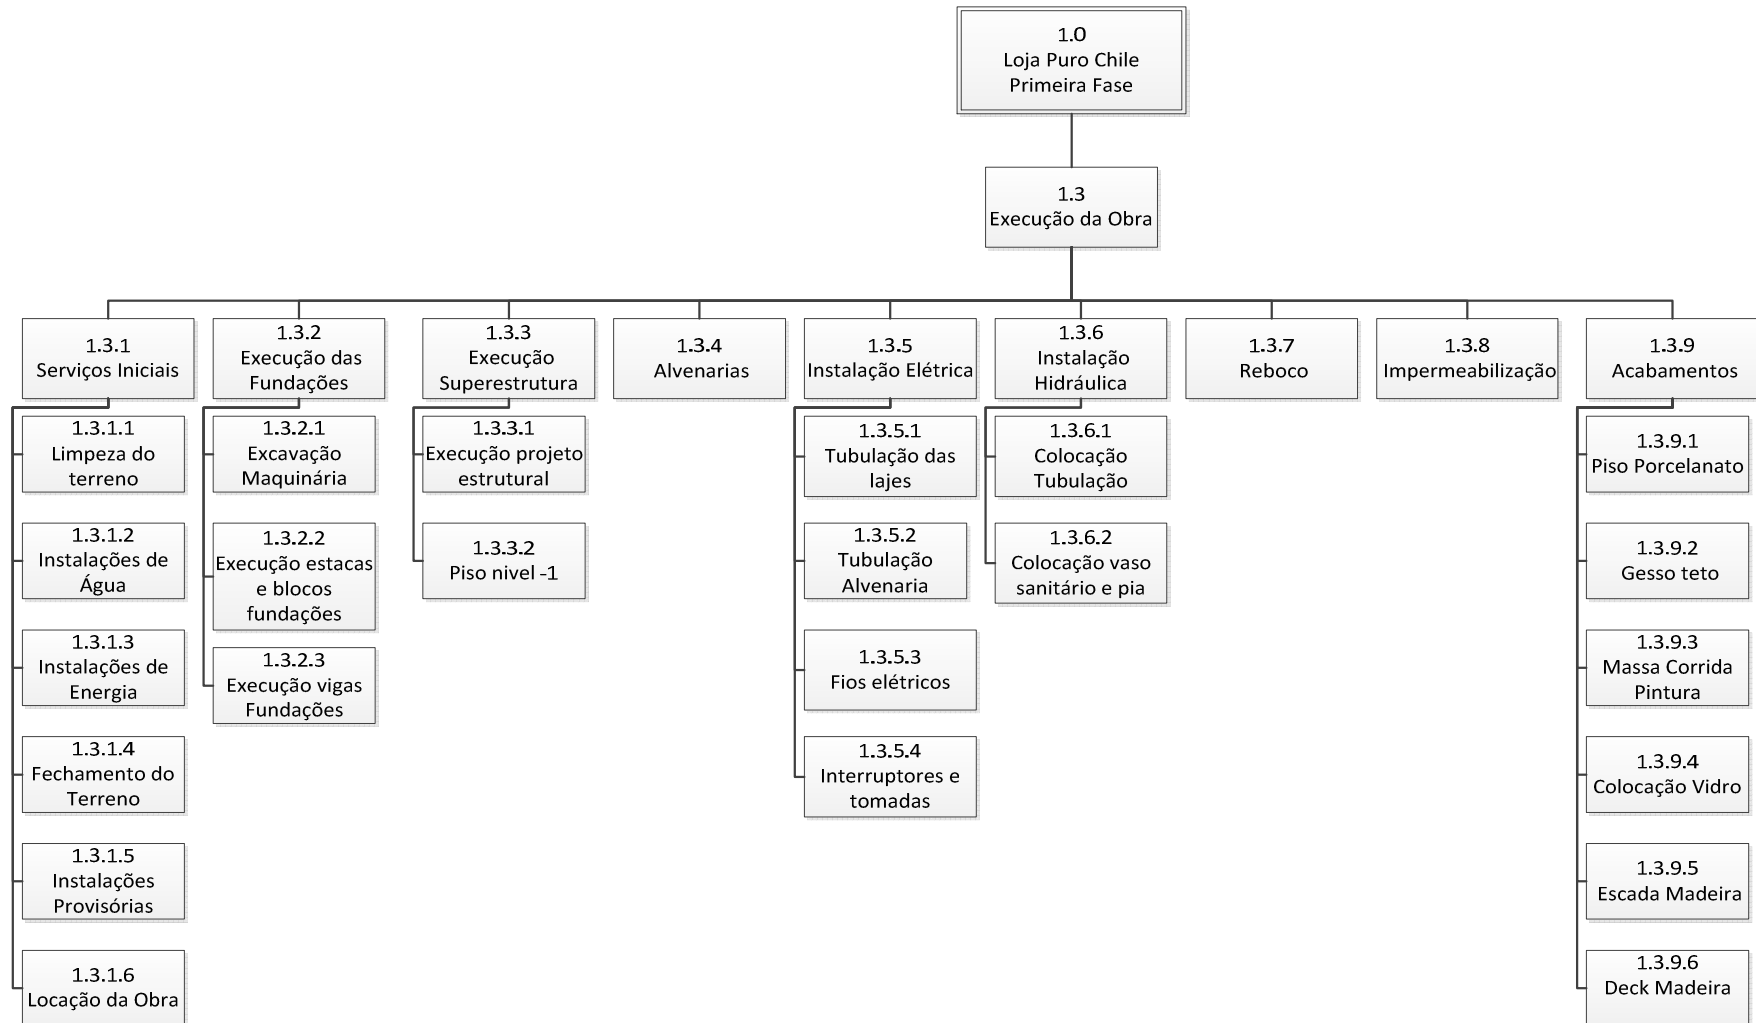 1.0
Loja Puro Chile
Primeira Fase
1.3
Execução da Obra
1.3.1
Serviços Iniciais
1.3.1.1
Limpeza do
terreno
1.3.1.2
Instalações de
Água
1.3.1.3
Instalações de
Energia
1.3.1.4
Fechamento do
Terreno
1.3.1.5
Instalações
Provisórias
1.3.1.6
Locação da Obra
1.3.2
Execução das
Fundações
1.3.2.1
Excavação
Maquinária
1.3.2.2
Execução estacas
e blocos
fundações
1.3.2.3
Execução vigas
Fundações
1.3.3
Execução
Superestrutura
1.3.3.1
Execução projeto
estrutural
1.3.3.2
Piso nivel -1
1.3.4
Alvenarias
1.3.5
Instalação Elétrica
1.3.5.1
Tubulação das
lajes
1.3.5.2
Tubulação
Alvenaria
1.3.5.3
Fios elétricos
1.3.5.4
Interruptores e
tomadas
1.3.6
Instalação
Hidráulica
1.3.6.1
Colocação
Tubulação
1.3.6.2
Colocação vaso
sanitário e pia
1.3.7
Reboco
1.3.8
Impermeabilização
1.3.9
Acabamentos
1.3.9.1
Piso Porcelanato
1.3.9.2
Gesso teto
1.3.9.3
Massa Corrida
Pintura
1.3.9.4
Colocação Vidro
1.3.9.5
Escada Madeira
1.3.9.6
Deck Madeira